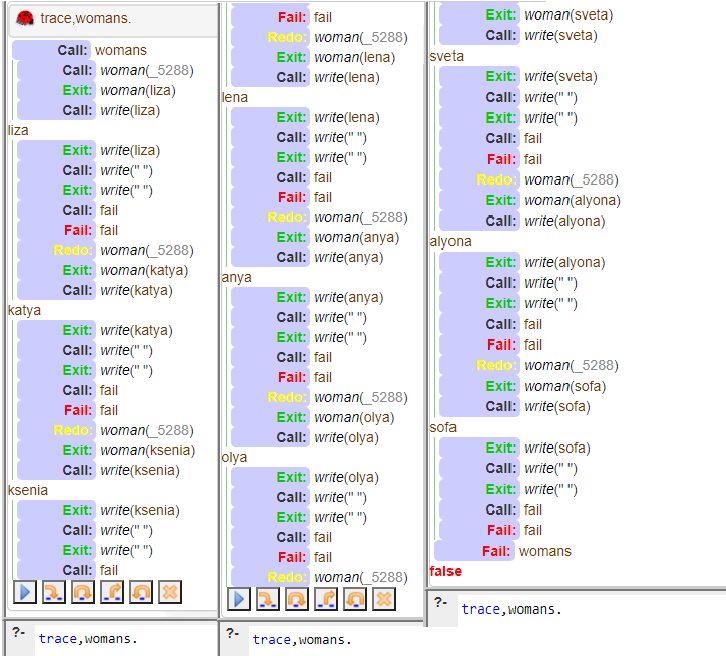 trace,womans.
Call: womans
Call: woman(_5288)
Exit: woman(liza)
Call: write(liza)
liza
Exit: write(liza)
Call: write(" ")
Exit: write(" ")
Call: fail
Fail: fail
Redo: woman(_5288)
Exit: woman(katya)
Call: write(katya)
katya
Exit: write(katya)
Call: write(" ")
Exit: write(" ")
Call: fail
Fail: fail
Redo: woman(_5288)
Exit: woman(ksenia)
Call: write(ksenia)
ksenia
Exit: write(ksenia)
Call: write(" ")
Exit: write(" ")
Call: fail
?- trace,womans.
Fail: fail
Redo: woman(_5288)
Exit: woman(lena)
Call: write(lena)
lena
Exit: write(lena)
Call: write(" ")
Exit: write(" ")
Call: fail
Fail: fail
Redo: woman(_5288)
Exit: woman(anya)
Call: write(anya)
anya
Exit: write(anya)
Call: write(" ")
Exit: write(" ")
Call: fail
Fail: fail
Redo: woman(_5288)
Exit: woman(olya)
Call: write(olya)
olya
Exit: write(olya)
Call: write(" ")
Exit: write(" ")
Call: fail
Fail: fail
Redo: woman(_5288)
?- trace,womans.
Exit: woman(sveta)
Call: write(sveta)
sveta
Exit: write(sveta)
Call: write(" ")
Exit: write(" ")
Call: fail
Fail: fail
Redo: woman(_5288)
Exit: woman(alyona)
Call: write(alyona)
alyona
Exit: write(alyona)
Call: write(" ")
Exit: write(" ")
Call: fail
Fail: fail
Redo: woman(_5288)
Exit: woman(sofa)
Call: write(sofa)
sofa
Exit: write(sofa)
Call: write(" ")
Exit: write(" ")
Call: fail
Fail: fail
Fail: womans
false
?- trace,womans.